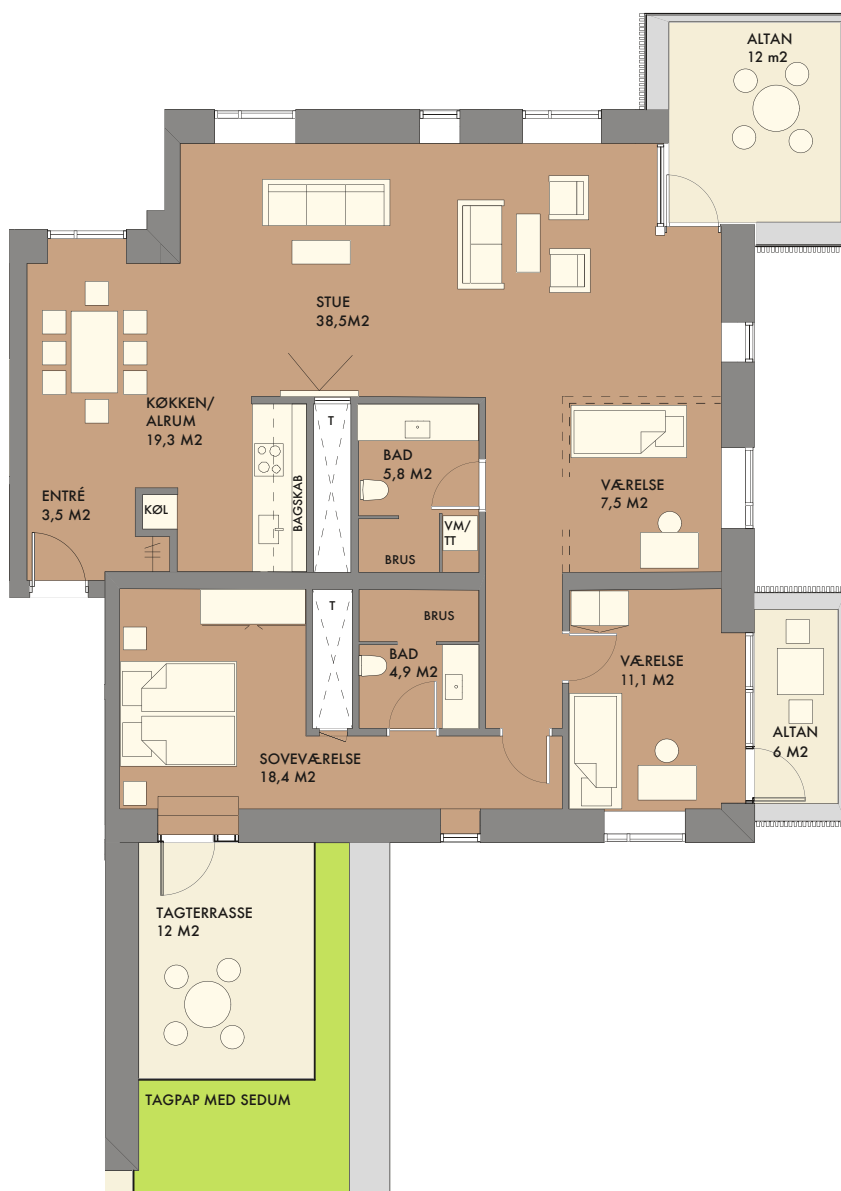 ALTAN
12 m2
STUE
38,5M2
KØKKEN/
ALRUM
19,3 M2
T
BAD
5,8 M2
VÆRELSE
7,5 M2
ENTRÉ
3,5 M2
KØL
BAGSKAB
VM/
TT
BRUS
T
BRUS
BAD
4,9 M2
VÆRELSE
11,1 M2
ALTAN
6 M2
SOVEVÆRELSE
18,4 M2
TAGTERRASSE
12 M2
TAGPAP MED SEDUM